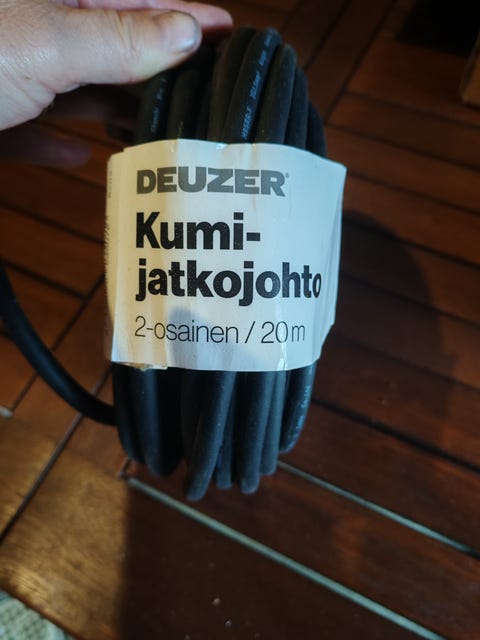 DEUZER®
Kumi-
jatkojohto
2-osainen / 20 m